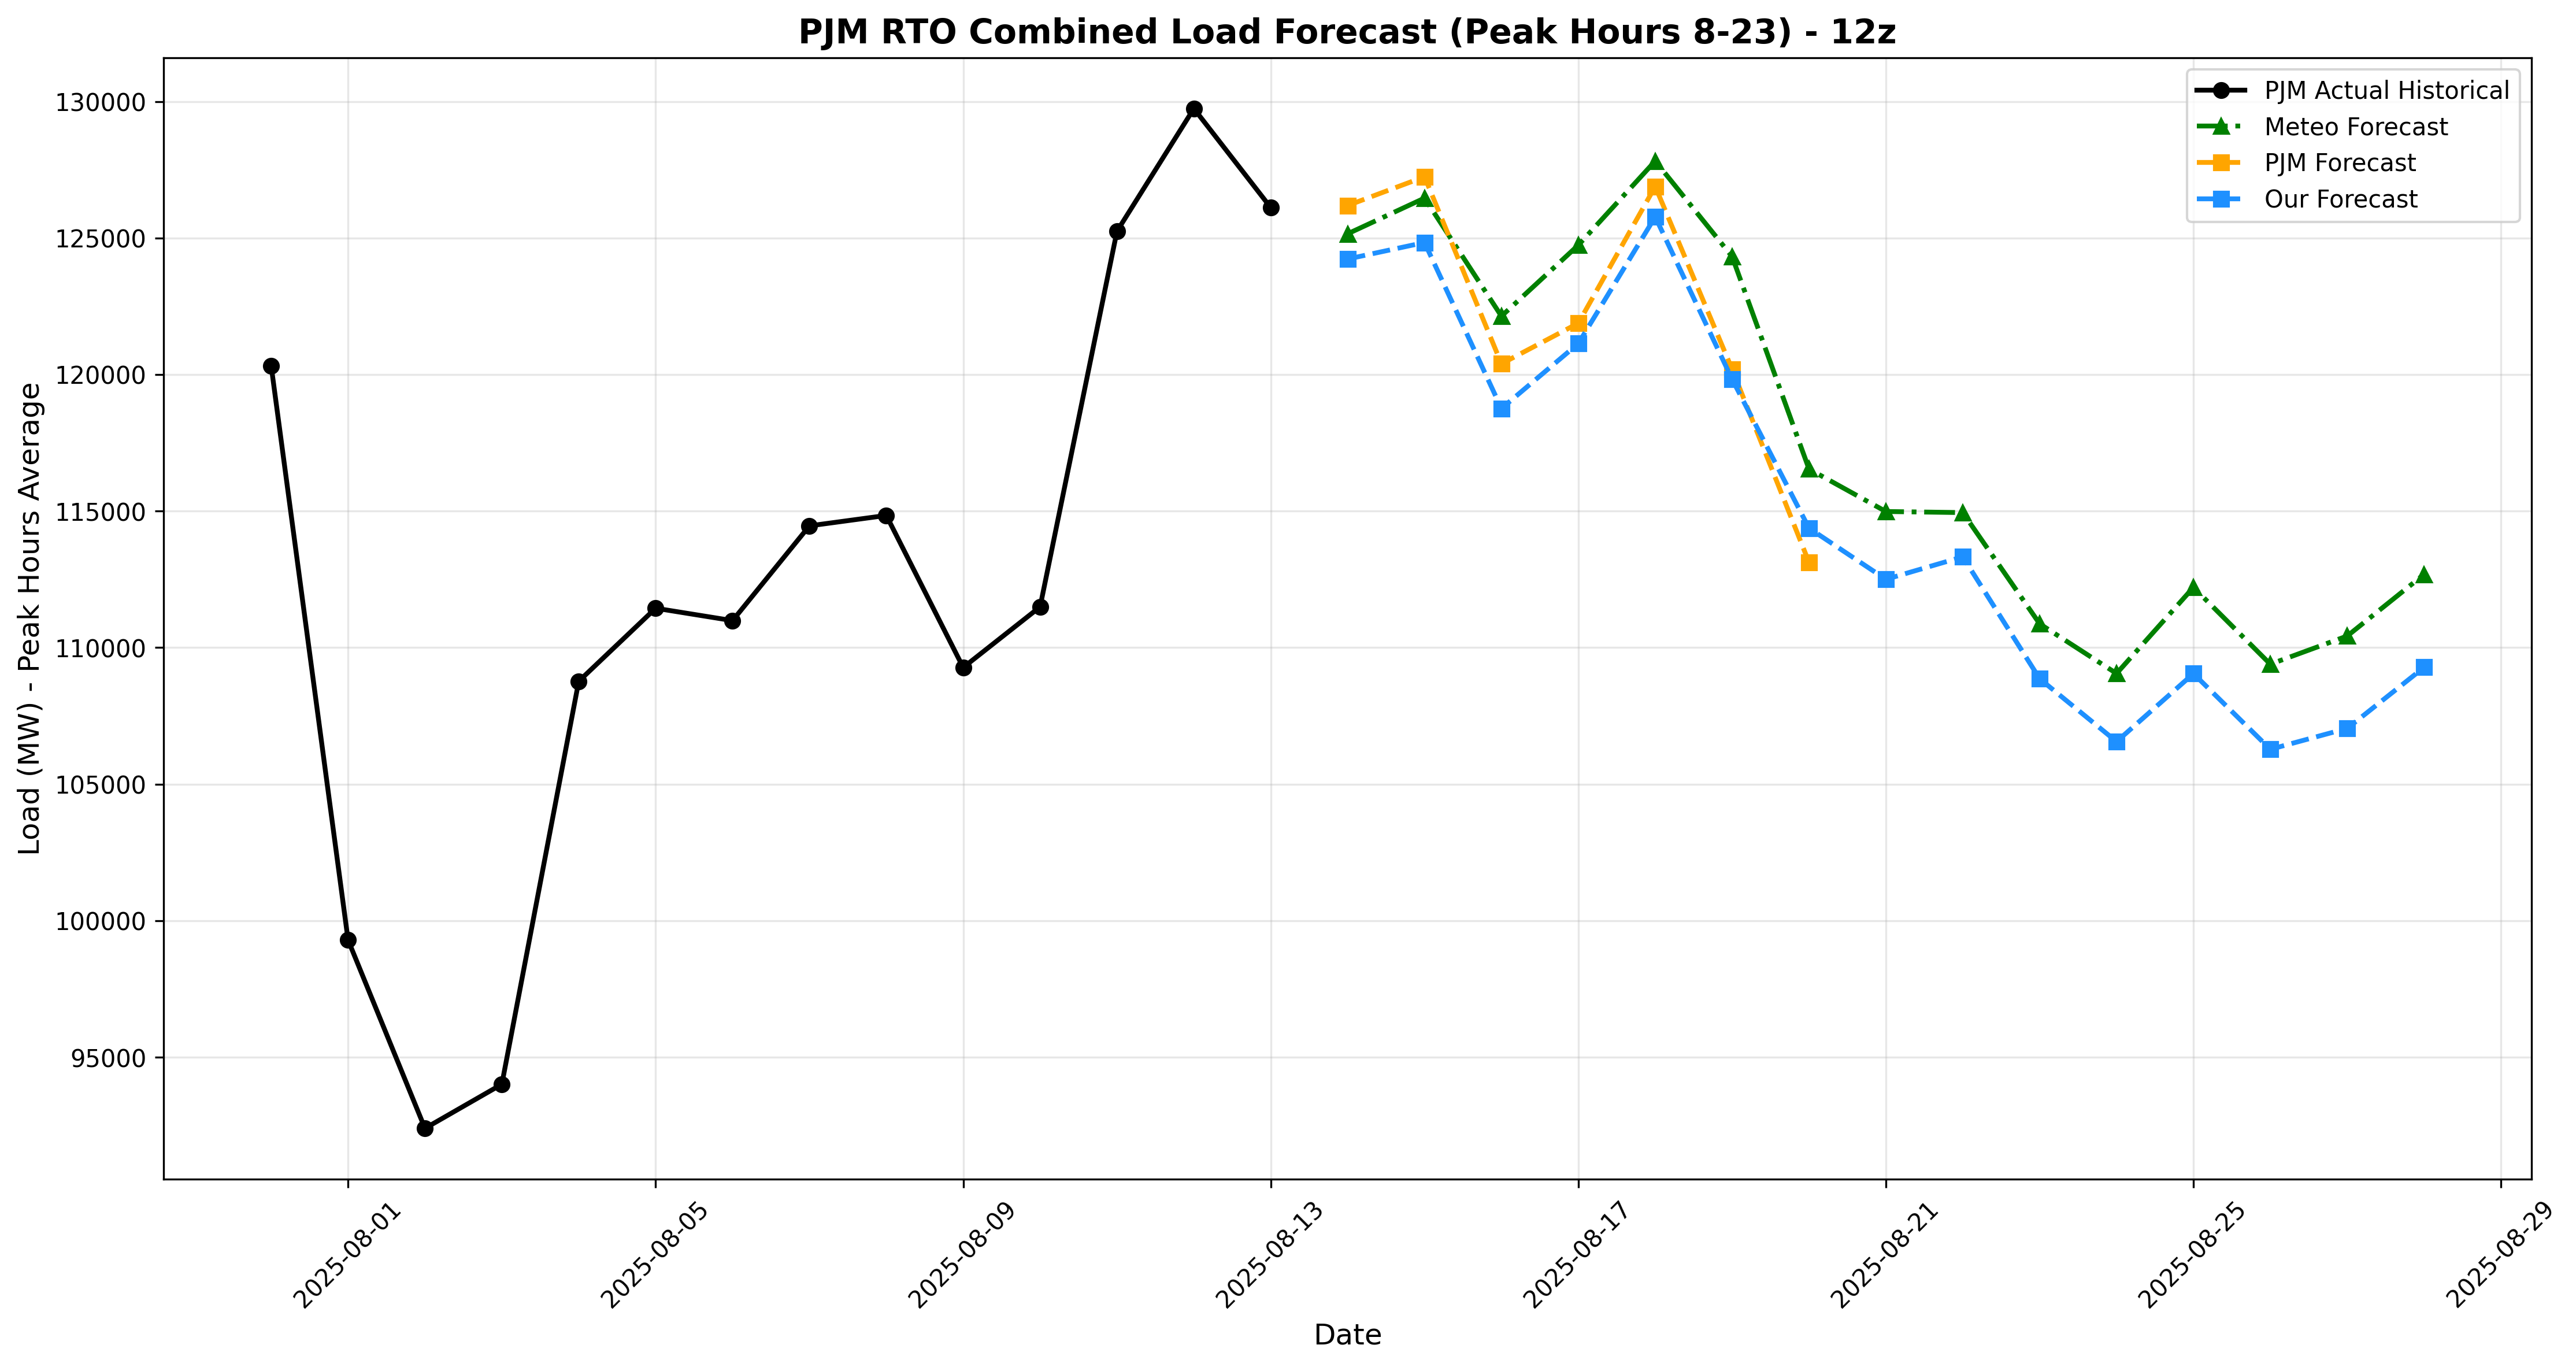 PJM RTO Combined Load Forecast (Peak Hours 8-23) - 12z
PJM Actual Historical
Meteo Forecast
PJM Forecast
Our Forecast
Load (MW) - Peak Hours Average
130000
125000
120000
115000
110000
105000
100000
95000
2025-08-01
2025-08-05
2025-08-09
2025-08-13
2025-08-17
2025-08-21
2025-08-25
2025-08-29
Date